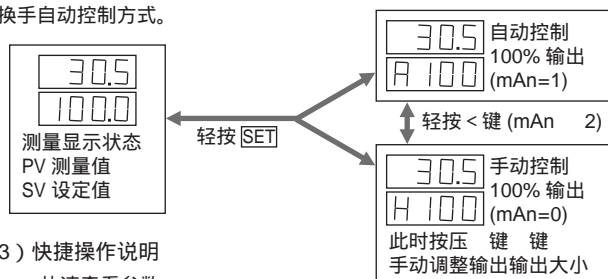 换手自动控制方式。
30.5
100.0
测量显示状态
PV 测量值
SV 设定值
轻按 SET
30.5
A 100
自动控制
100% 输出
(mAn=1)
轻按 < 键 (mAn 2)
30.5
H 100
手动控制
100% 输出
(mAn=0)
此时按压 键 键
手动调整输出输出大小
3）快捷操作说明